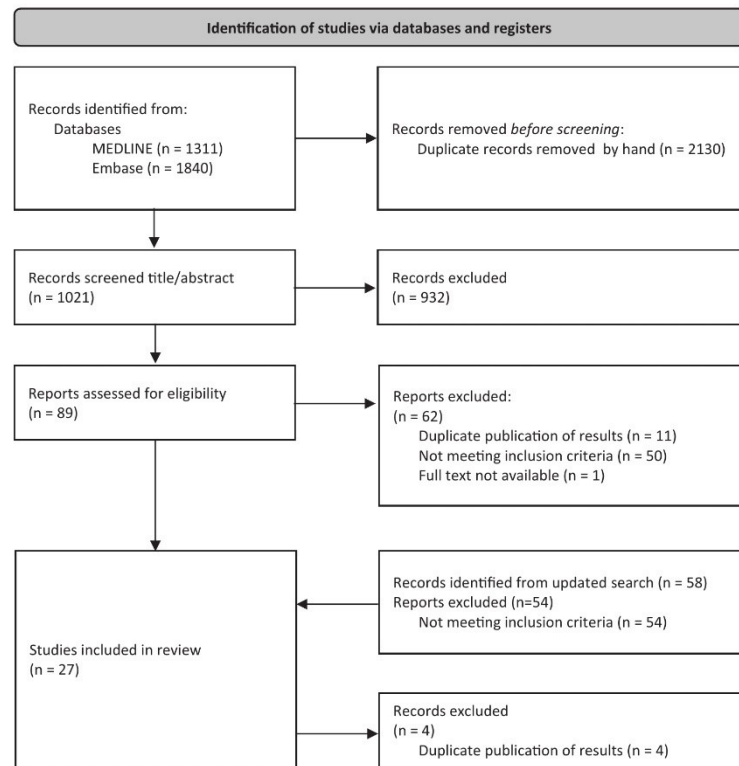 Identification of studies via databases and registers
Records identified from:
Databases
MEDLINE (n = 1311)
Embase (n = 1840)
Records removed before screening:
Duplicate records removed by hand (n = 2130)
Records screened title/abstract
(n = 1021)
Records excluded
(n = 932)
Reports assessed for eligibility
(n = 89)
Reports excluded:
(n = 62)
Duplicate publication of results (n = 11)
Not meeting inclusion criteria (n = 50)
Full text not available (n = 1)
Records identified from updated search (n = 58)
Reports excluded (n=54)
Not meeting inclusion criteria (n = 54)
Studies included in review
(n = 27)
Records excluded
(n = 4)
Duplicate publication of results (n = 4)